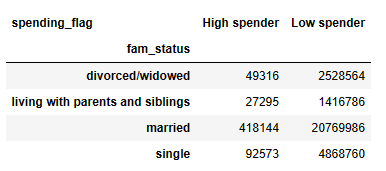 spending_flag High spender Low spender
fam_status
divorced/widowed 49316 2528564
living with parents and siblings 27295 1416786
married 418144 20769986
single 92573 4868760